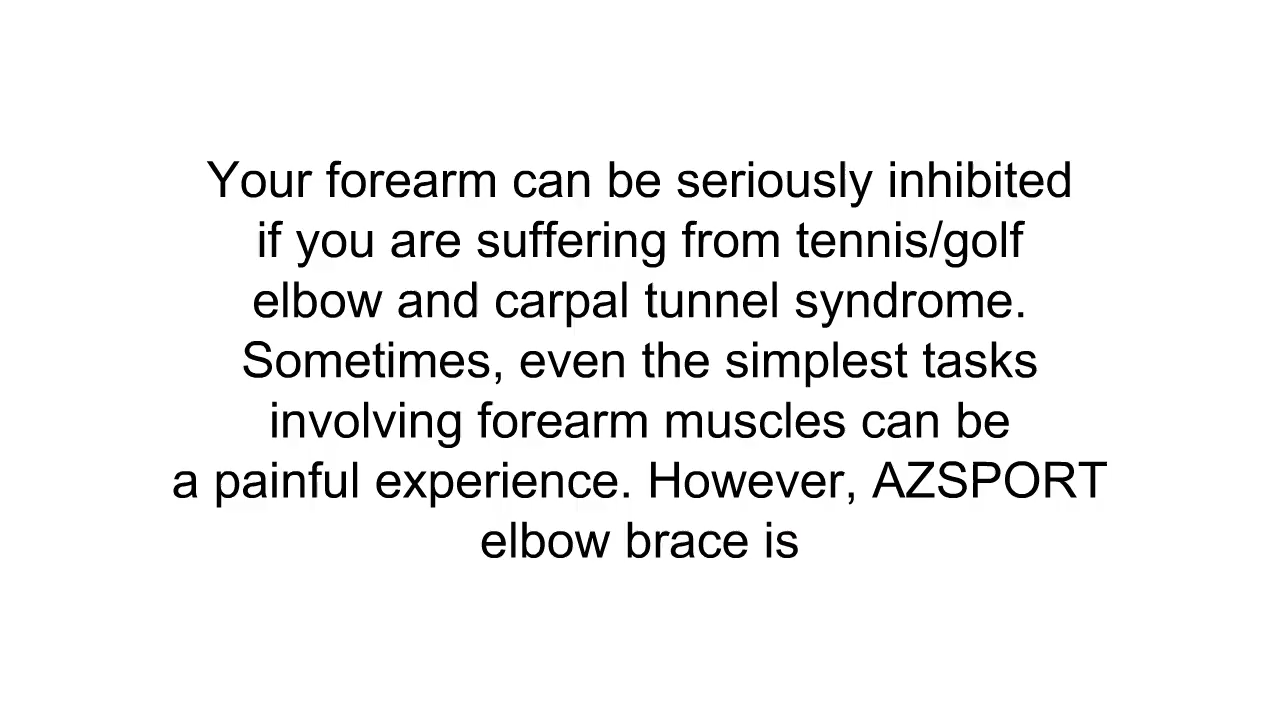 Your forearm can be seriously inhibited
if you are suffering from tennis/golf
elbow and carpal tunnel syndrome.
Sometimes, even the simplest tasks
involving forearm muscles can be
a painful experience. However, AZSPORT
elbow brace is